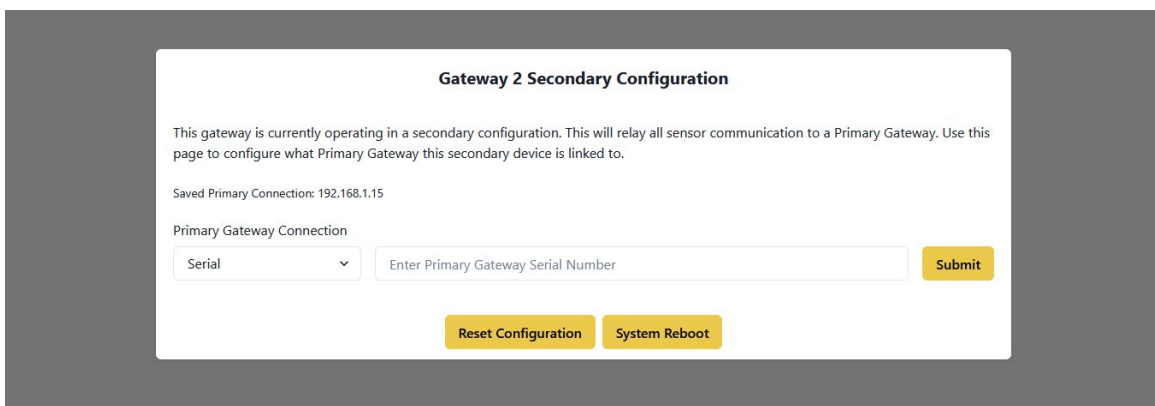 Gateway 2 Secondary Configuration
This gateway is currently operating in a secondary configuration. This will relay all sensor communication to a Primary Gateway. Use this
page to configure what Primary Gateway this secondary device is linked to.
Saved Primary Connection: 192.168.1.15
Primary Gateway Connection
Serial Enter Primary Gateway Serial Number Submit
Reset Configuration System Reboot